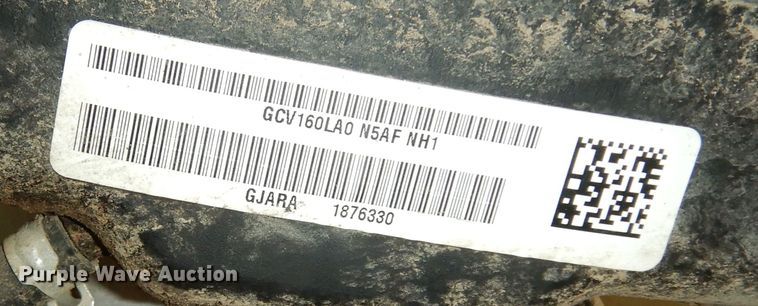 GCV160LA0 N5AF NH1
GJARA 1876330
Purple Wave Auction